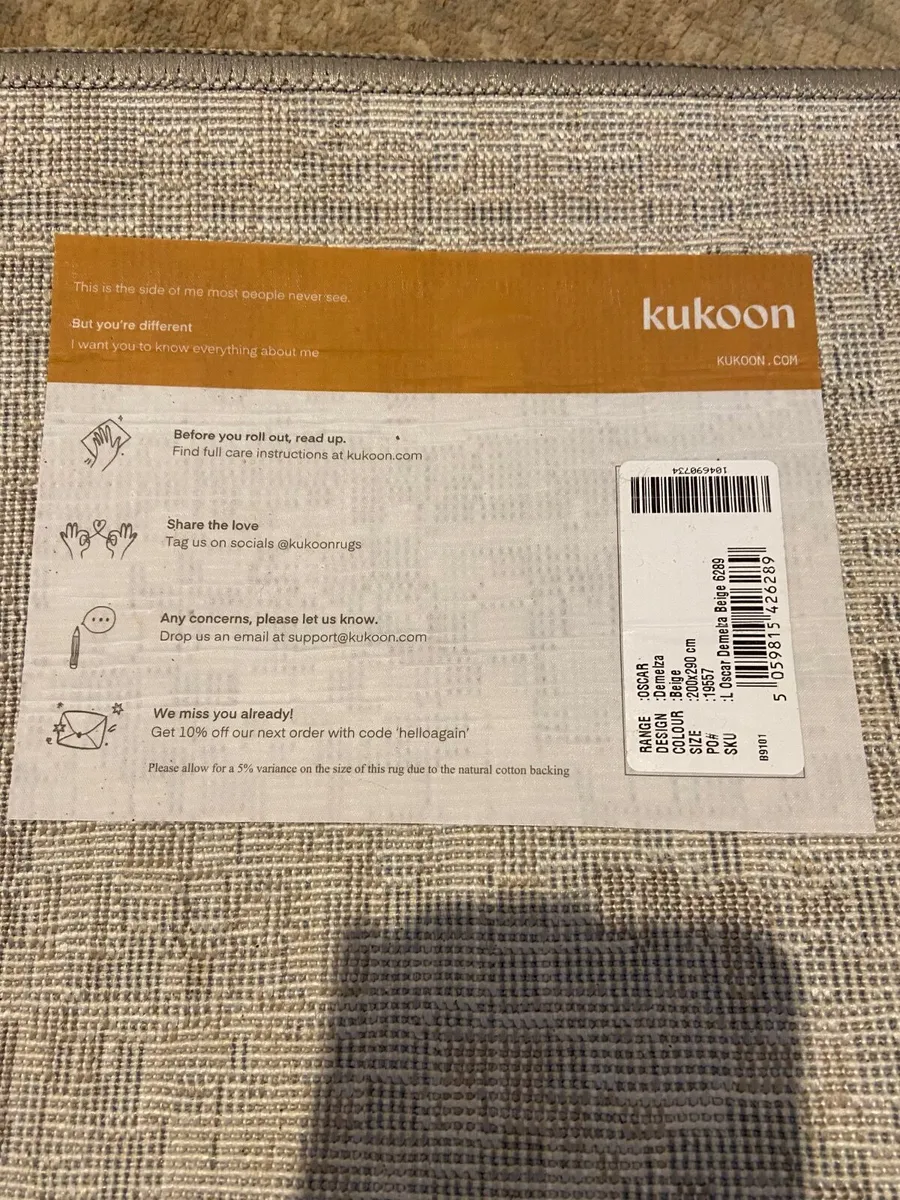 This is the side of me most people never see.
But you're different
I want you to know everything about me
kukoon
KUKOON.COM
Before you roll out, read up.
Find full care instructions at kukoon.com
Share the love
Tag us on socials @kukoonrugs
Any concerns, please let us know.
Drop us an email at support@kukoon.com
We miss you already!
Get 10% off our next order with code 'helloagain'
Please allow for a 5% variance on the size of this rug due to the natural cotton backing
104690734
RANGE :OSCAR
DESIGN :Demelza
COLOUR :Beige
SIZE :200x290 cm
PO# :19557
SKU :L Oscar Demelza Beige 6289
5 059815 426289
B9101